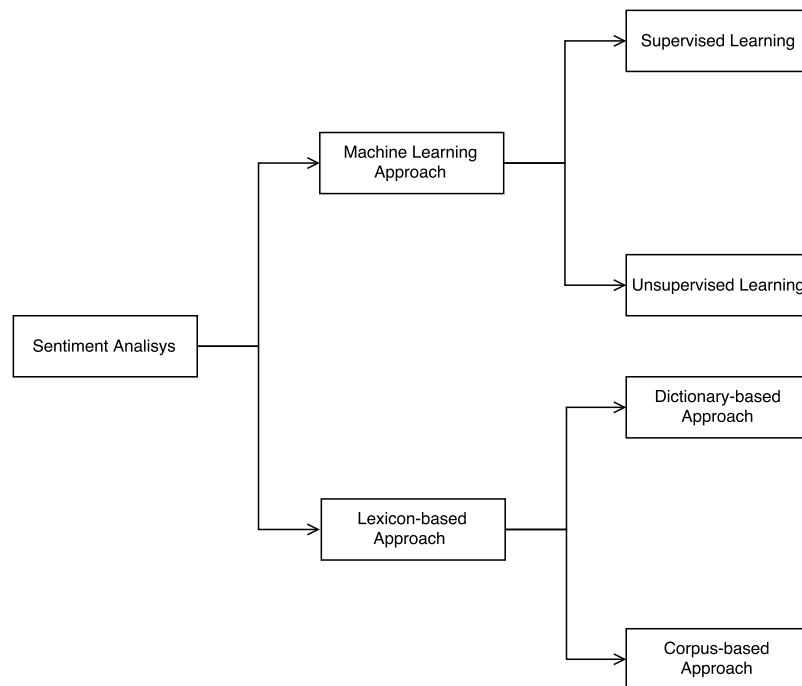 Supervised Learning
Machine Learning
Approach
Unsupervised Learning
Sentiment Analisys
Dictionary-based
Approach
Lexicon-based
Approach
Corpus-based
Approach